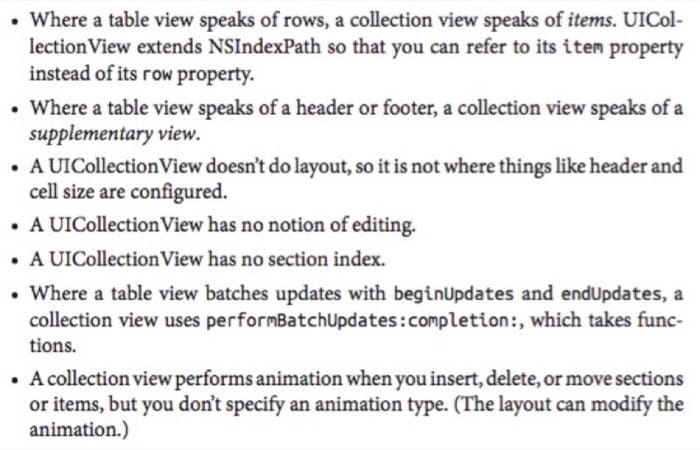 • Where a table view speaks of rows, a collection view speaks of items. UICol-
lectionView extends NSIndexPath so that you can refer to its item property
instead of its row property.
• Where a table view speaks of a header or footer, a collection view speaks of a
supplementary view.
• A UICollectionView doesn’t do layout, so it is not where things like header and
cell size are configured.
• A UICollectionView has no notion of editing.
• A UICollectionView has no section index.
• Where a table view batches updates with beginUpdates and endUpdates, a
collection view uses performBatchUpdates:completion:, which takes func-
tions.
• A collection view performs animation when you insert, delete, or move sections
or items, but you don’t specify an animation type. (The layout can modify the
animation.)